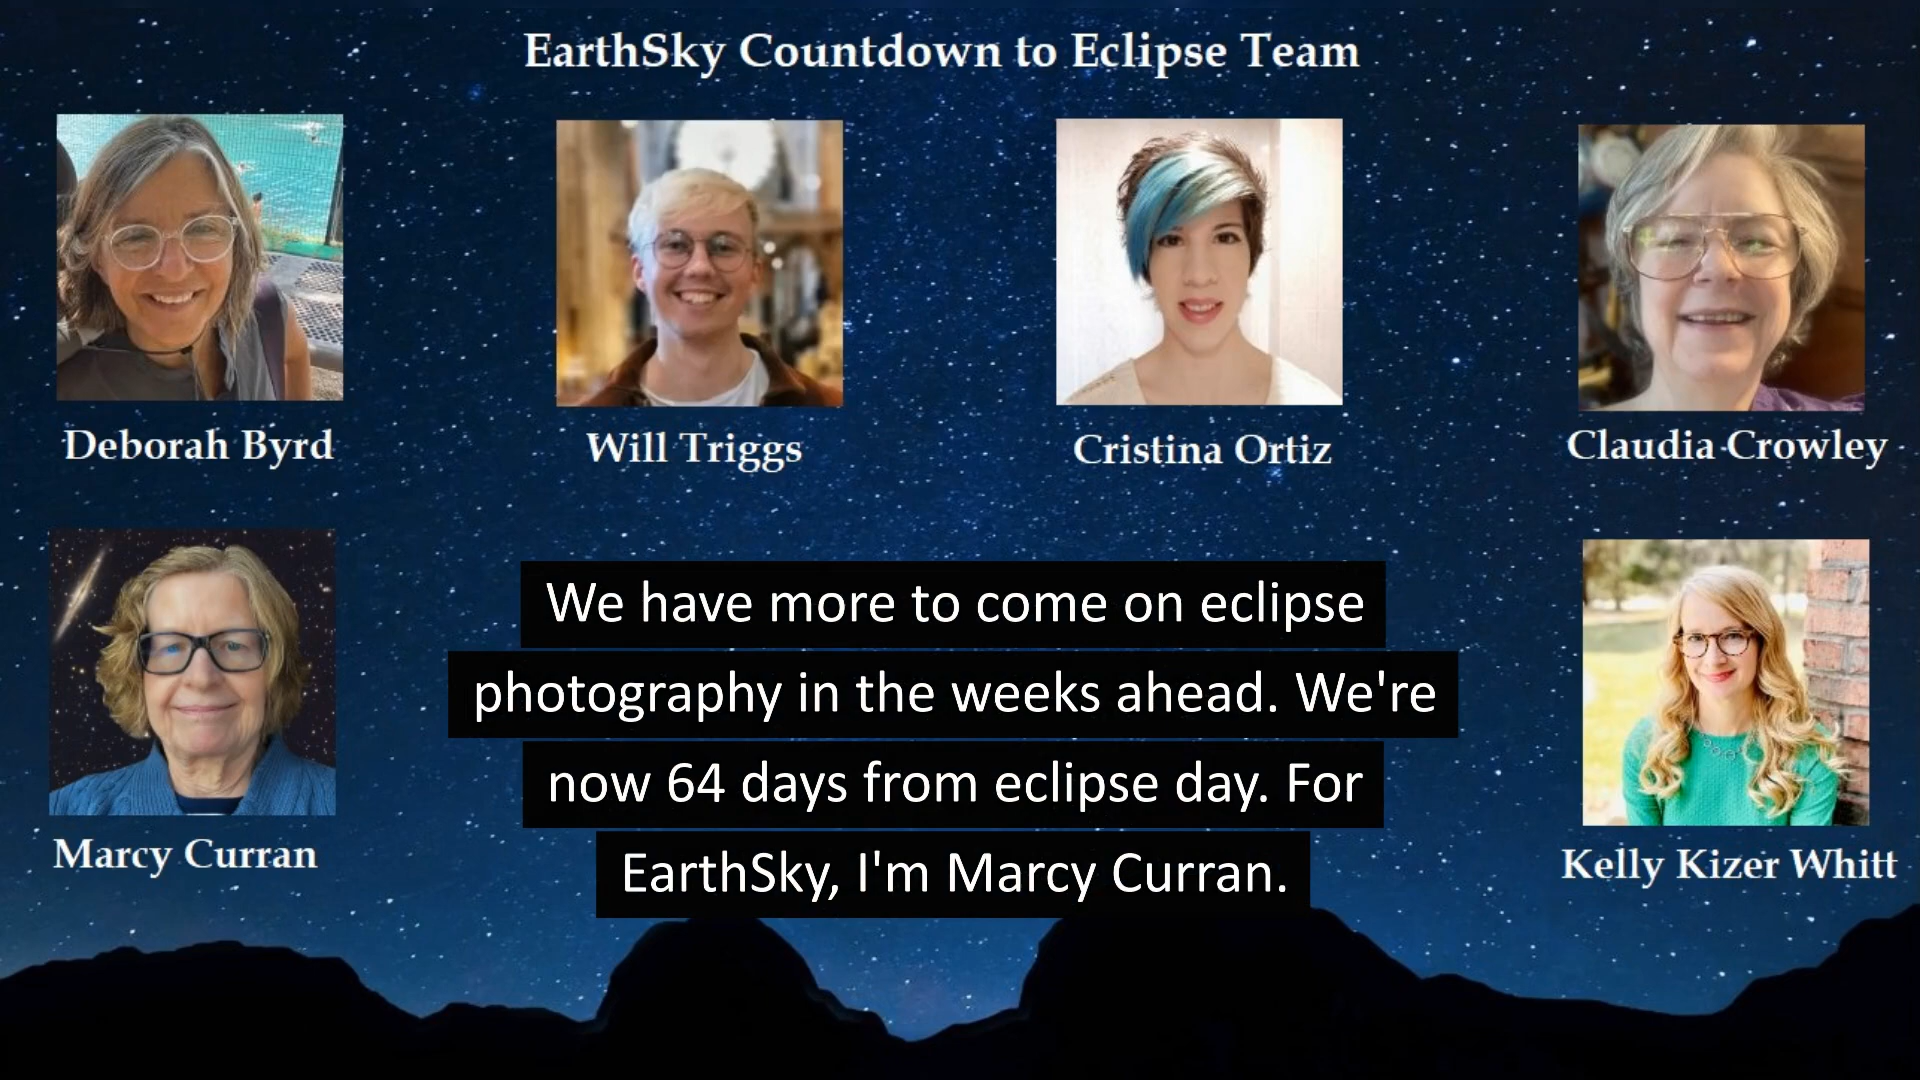 EarthSky Countdown to Eclipse Team
Deborah Byrd
Will Triggs
Cristina Ortiz
Claudia Crowley
We have more to come on eclipse
photography in the weeks ahead. We're
now 64 days from eclipse day. For
EarthSky, I'm Marcy Curran.
Marcy Curran
Kelly Kizer Whitt